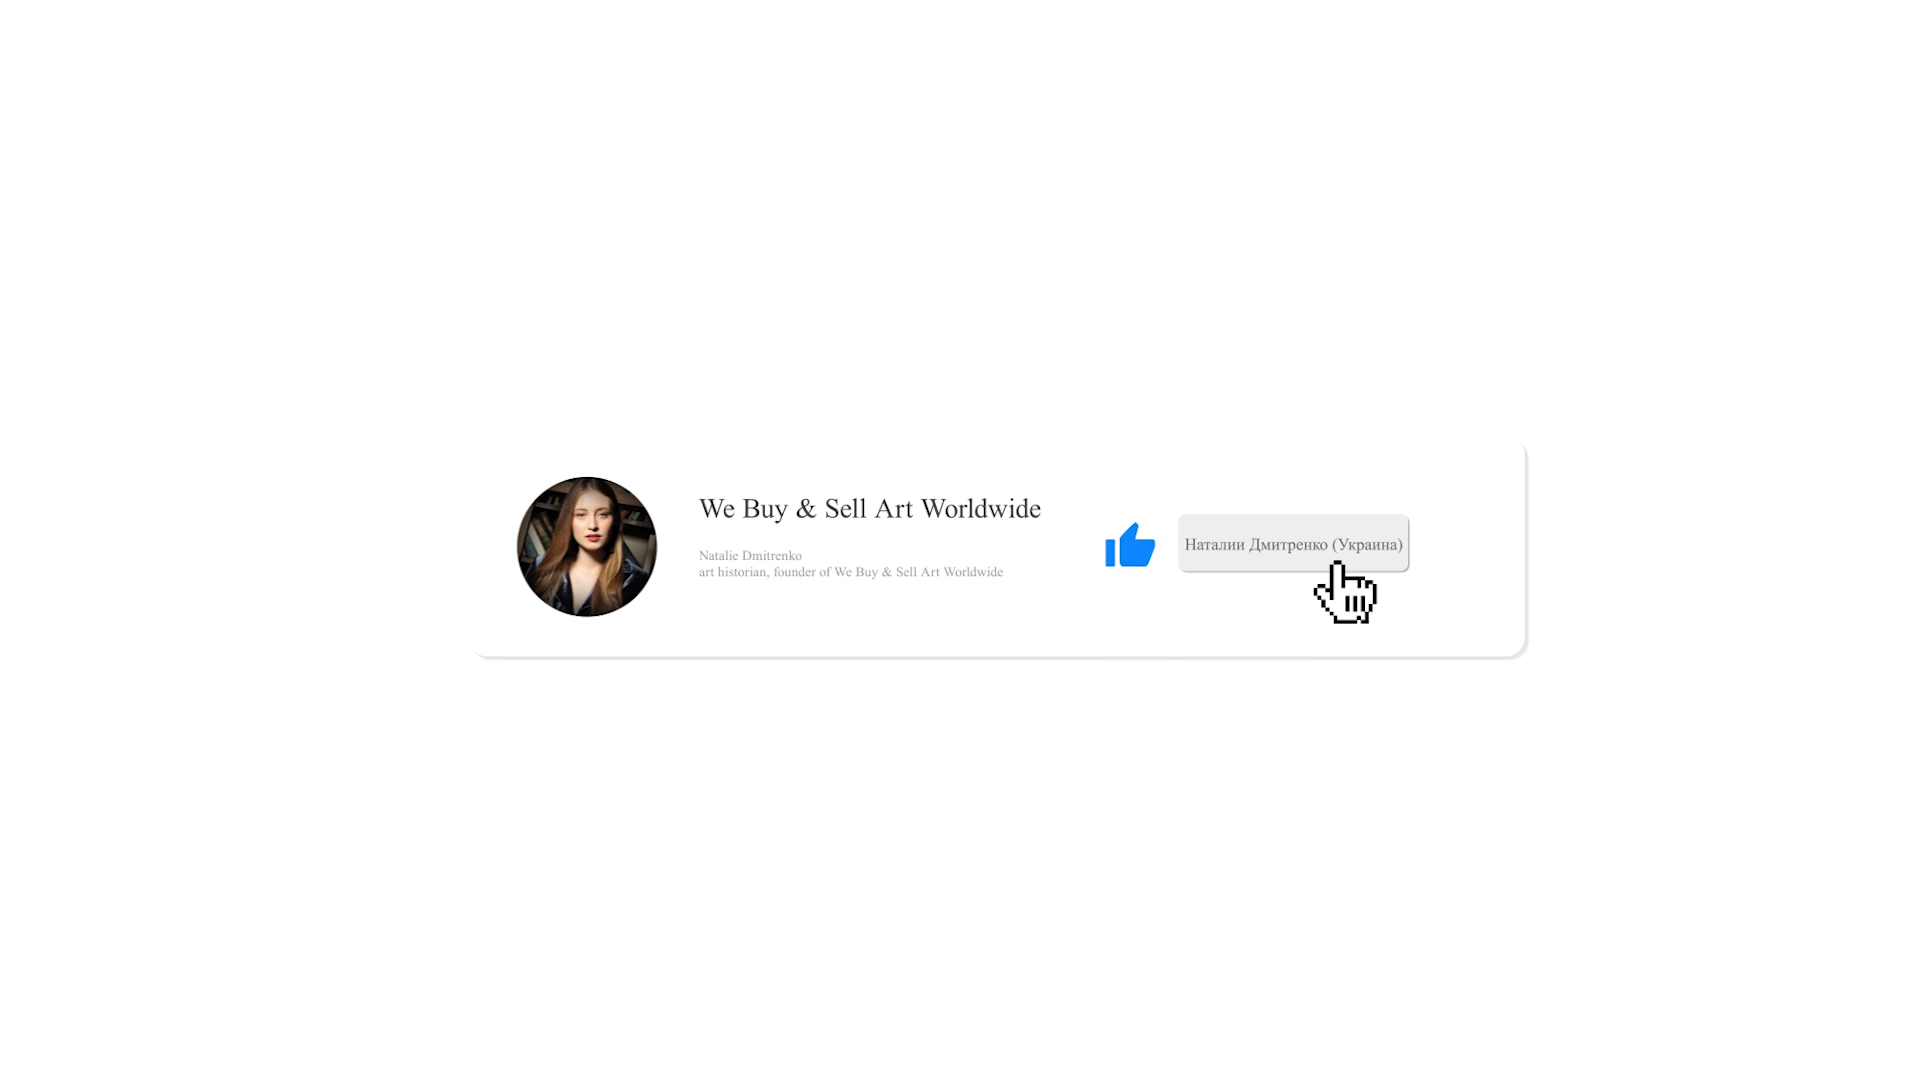 We Buy & Sell Art Worldwide
Natalie Dmitrenko
art historian, founder of We Buy & Sell Art Worldwide
Наталии Дмитренко (Украина)